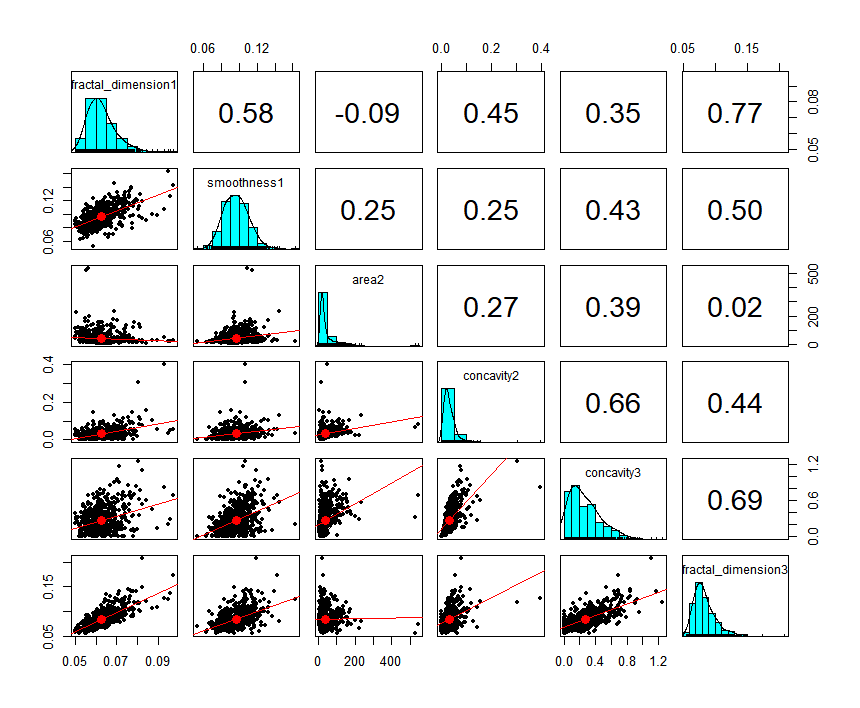 0.06 0.12 0.0 0.2 0.4 0.05 0.15
fractal_dimension1 0.58 -0.09 0.45 0.35 0.77 0.05 0.08
0.06 0.12 smoothness1 0.25 0.25 0.43 0.50
area2 0.27 0.39 0.02 0 200 500
0.0 0.2 0.4 concavity2 0.66 0.44
concavity3 0.69 0.0 0.6 1.2
0.05 0.15 fractal_dimension3
0.05 0.07 0.09 0 200 400 0.0 0.4 0.8 1.2